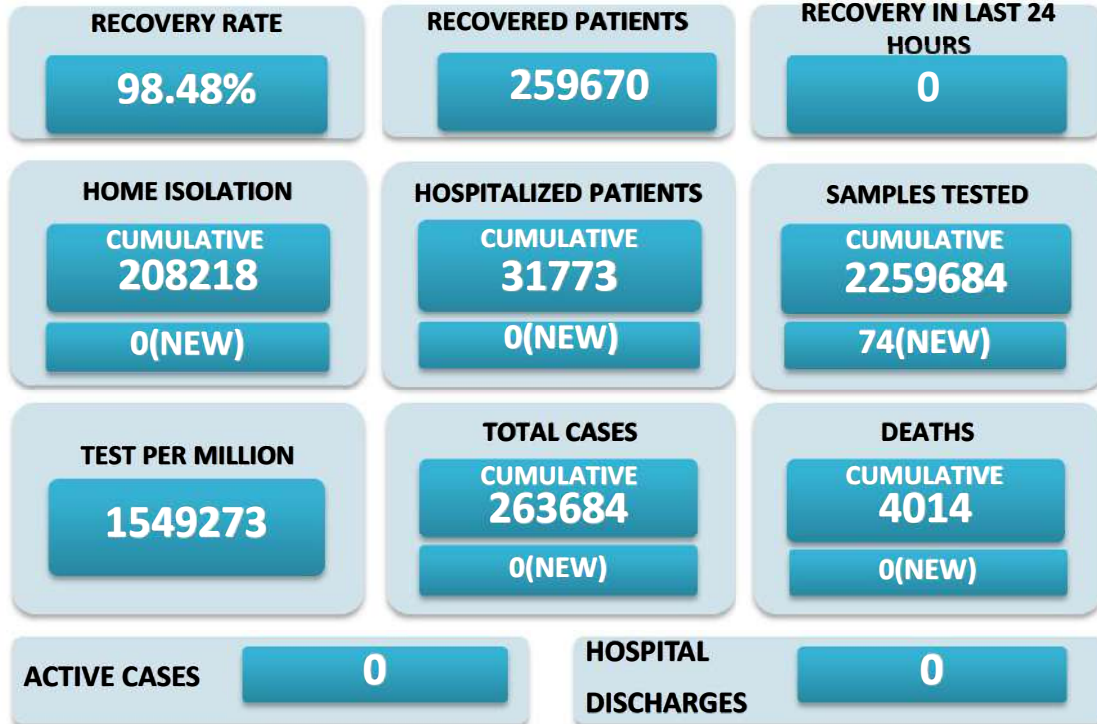 RECOVERY RATE
98.48%
RECOVERED PATIENTS
259670
RECOVERY IN LAST 24
HOURS
0
HOME ISOLATION
CUMULATIVE
208218
0(NEW)
HOSPITALIZED PATIENTS
CUMULATIVE
31773
0(NEW)
SAMPLES TESTED
CUMULATIVE
2259684
74(NEW)
TEST PER MILLION
1549273
TOTAL CASES
CUMULATIVE
263684
0(NEW)
DEATHS
CUMULATIVE
4014
0(NEW)
ACTIVE CASES
0
HOSPITAL
DISCHARGES
0